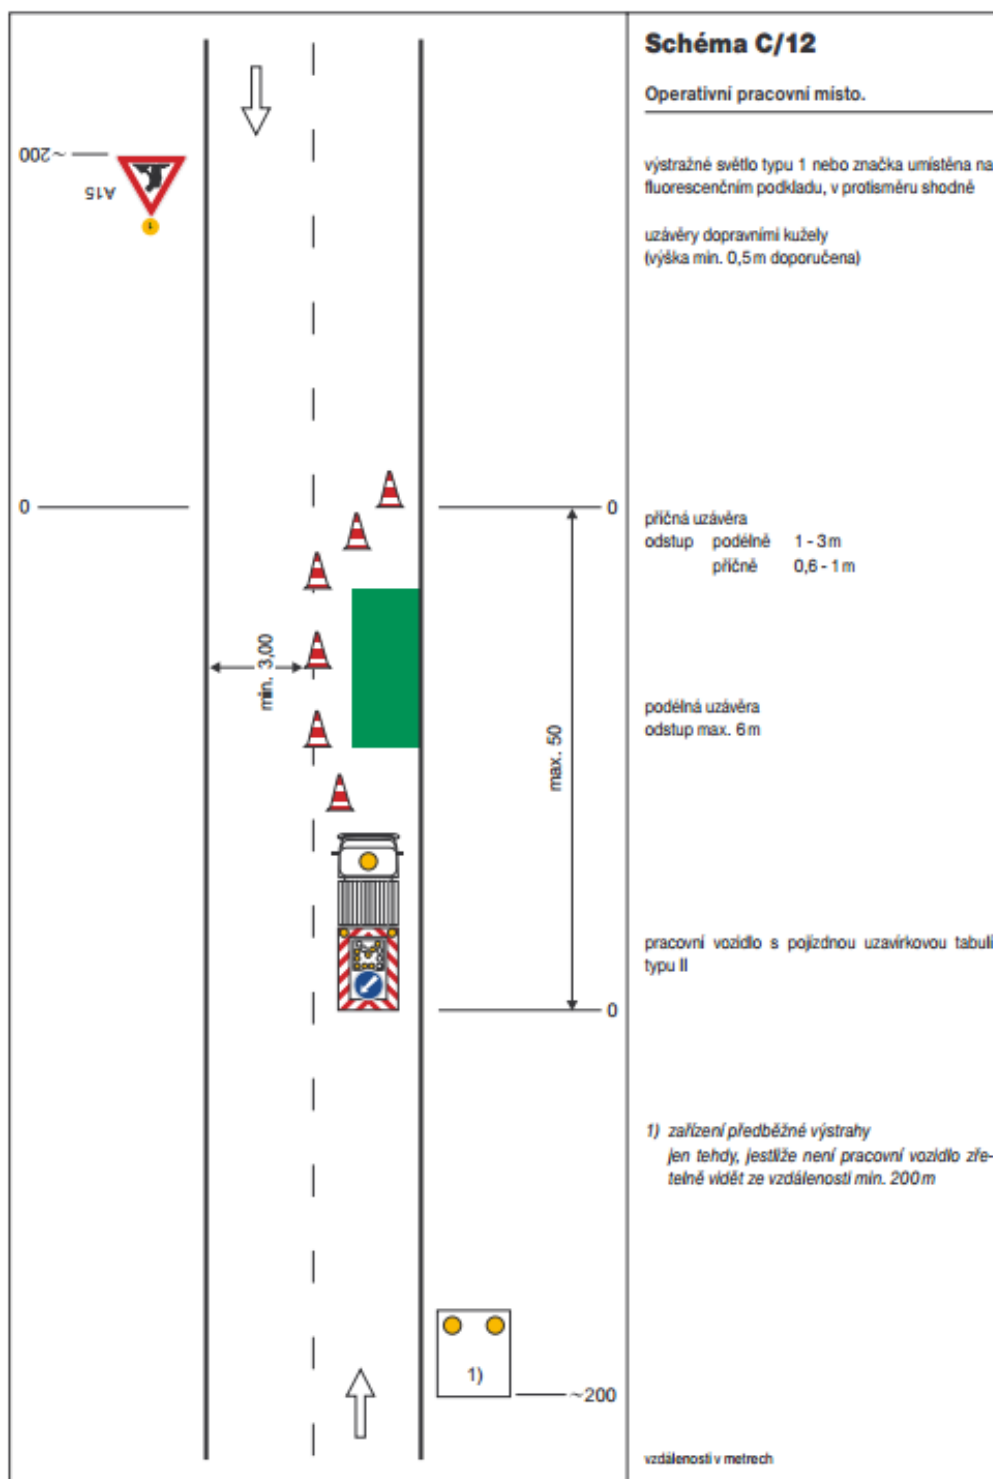 Schéma C/12
Operativní pracovní místo.
~200
A15
výstražné světlo typu 1 nebo značka umístěna na
fluorescenčním podkladu, v protisměru shodně
uzávěry dopravními kužely
(výška min. 0,5 m doporučena)
0
0
příčná uzávěra
odstup podélně 1 - 3 m
příčně 0,6 - 1 m
min. 3,00
max. 50
podélná uzávěra
odstup max. 6 m
pracovní vozidlo s pojízdnou uzavírkovou tabulí
typu II
0
1) zařízení předběžné výstrahy
jen tehdy, jestliže není pracovní vozidlo zře-
telně vidět ze vzdálenosti min. 200 m
1)
~200
vzdálenosti v metrech